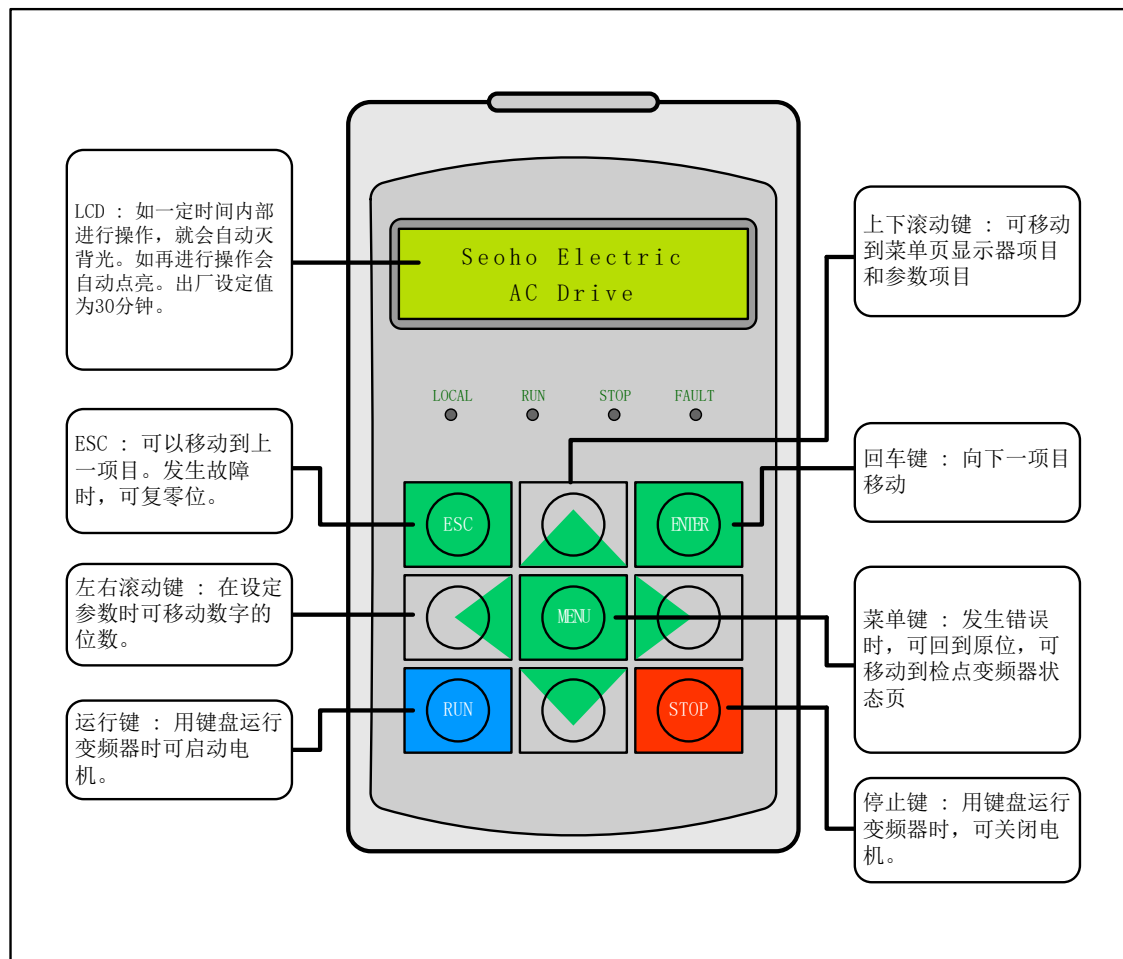 LCD : 如一定时间内部
进行操作，就会自动灭
背光。如再进行操作会
自动点亮。出厂设定值
为30分钟。
ESC : 可以移动到上
一项目。发生故障
时，可复零位。
左右滚动键 : 在设定
参数时可移动数字的
位数。
运行键 : 用键盘运行
变频器时可启动电
机。
Seoho Electric
AC Drive
LOCAL RUN STOP FAULT
ESC ENTER
MENU
RUN STOP
上下滚动键 : 可移动
到菜单页显示器项目
和参数项目
回车键 : 向下一项目
移动
菜单键 : 发生错误
时，可回到原位，可
移动到检点变频器状
态页
停止键 : 用键盘运行
变频器时，可关闭电
机。